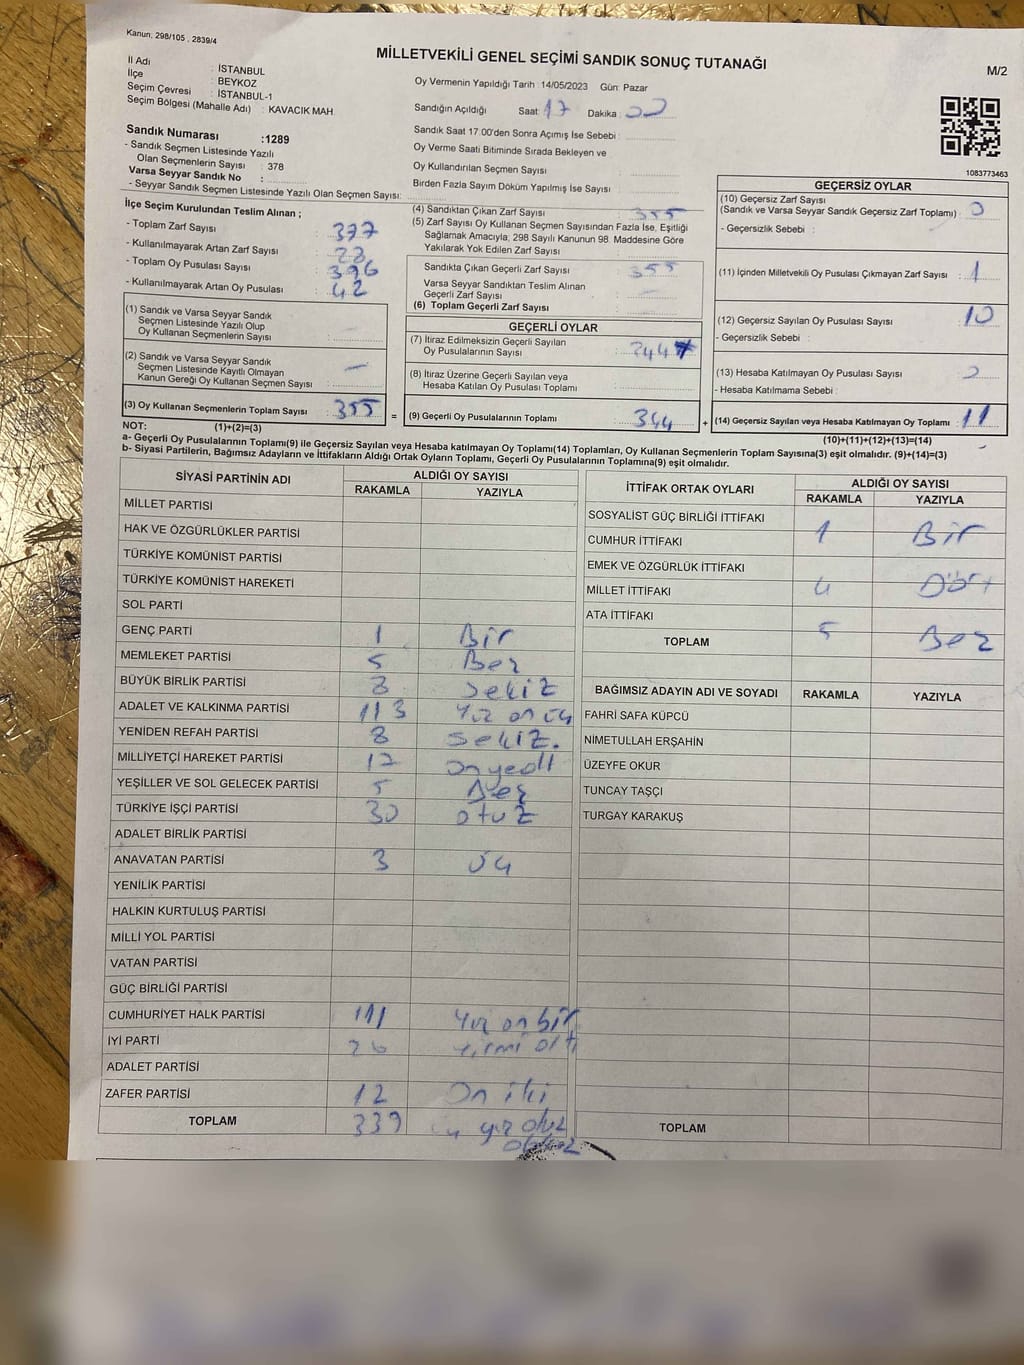 Kanun, 298/105 , 2839/4
MİLLETVEKİLİ GENEL SEÇİMİ SANDIK SONUÇ TUTANAĞI
M/2
İl Adı : İSTANBUL
İlçe : BEYKOZ
Seçim Çevresi : İSTANBUL-1
Seçim Bölgesi (Mahalle Adı) : KAVACIK MAH
Sandık Numarası :1289
- Sandık Seçmen Listesinde Yazılı
Olan Seçmenlerin Sayısı : 378
Varsa Seyyar Sandık No :
- Seyyar Sandık Seçmen Listesinde Yazılı Olan Seçmen Sayısı:
Oy Vermenin Yapıldığı Tarih : 14/05/2023 Gün: Pazar
Sandığın Açıldığı Saat : 17 Dakika :
Sandık Saat 17.00'den Sonra Açımış İse Sebebi :
Oy Verme Saati Bitiminde Sırada Bekleyen ve
Oy Kullandırılan Seçmen Sayısı :
Birden Fazla Sayım Döküm Yapılmış İse Sayısı :
1083773463
İlçe Seçim Kurulundan Teslim Alınan ;
- Toplam Zarf Sayısı : 377
- Kullanılmayarak Artan Zarf Sayısı :
- Toplam Oy Pusulası Sayısı : 396
- Kullanılmayarak Artan Oy Pusulası : 42
(1) Sandık ve Varsa Seyyar Sandık
Seçmen Listesinde Yazılı Olup
Oy Kullanan Seçmenlerin Sayısı :
(2) Sandık ve Varsa Seyyar Sandık
Seçmen Listesinde Kayıtlı Olmayan
Kanun Gereği Oy Kullanan Seçmen Sayısı : —
(3) Oy Kullanan Seçmenlerin Toplam Sayısı : 355
(1)+(2)=(3)
(4) Sandıktan Çıkan Zarf Sayısı : 355
(5) Zarf Sayısı Oy Kullanan Seçmen Sayısından Fazla İse, Eşitliği
Sağlamak Amacıyla, 298 Sayılı Kanunun 98. Maddesine Göre
Yakılarak Yok Edilen Zarf Sayısı :
Sandıkta Çıkan Geçerli Zarf Sayısı : 355
Varsa Seyyar Sandıktan Teslim Alınan
Geçerli Zarf Sayısı :
(6) Toplam Geçerli Zarf Sayısı :
GEÇERLİ OYLAR
(7) İtiraz Edilmeksizin Geçerli Sayılan
Oy Pusulalarının Sayısı :
(8) İtiraz Üzerine Geçerli Sayılan veya
Hesaba Katılan Oy Pusulası Toplamı :
= (9) Geçerli Oy Pusulalarının Toplamı : 344 +
GEÇERSİZ OYLAR
(10) Geçersiz Zarf Sayısı
(Sandık ve Varsa Seyyar Sandık Geçersiz Zarf Toplamı) :
- Geçersizlik Sebebi :
(11) İçinden Milletvekili Oy Pusulası Çıkmayan Zarf Sayısı : 1
(12) Geçersiz Sayılan Oy Pusulası Sayısı : 10
- Geçersizlik Sebebi :
(13) Hesaba Katılmayan Oy Pusulası Sayısı :
- Hesaba Katılmama Sebebi :
(14) Geçersiz Sayılan veya Hesaba Katılmayan Oy Toplamı : 11
(10)+(11)+(12)+(13)=(14)
NOT:
a- Geçerli Oy Pusulalarının Toplamı(9) ile Geçersiz Sayılan veya Hesaba katılmayan Oy Toplamı(14) Toplamları, Oy Kullanan Seçmenlerin Toplam Sayısına(3) eşit olmalıdır. (9)+(14)=(3)
b- Siyasi Partilerin, Bağımsız Adayların ve İttifakların Aldığı Ortak Oyların Toplamı, Geçerli Oy Pusulalarının Toplamına(9) eşit olmalıdır.
SİYASİ PARTİNİN ADI ALDIĞI OY SAYISI
RAKAMLA YAZIYLA
MİLLET PARTİSİ
HAK VE ÖZGÜRLÜKLER PARTİSİ
TÜRKİYE KOMÜNİST PARTİSİ
TÜRKİYE KOMÜNİST HAREKETİ
SOL PARTİ
GENÇ PARTİ 1 Bir
MEMLEKET PARTİSİ 5 Beş
BÜYÜK BİRLİK PARTİSİ 8 Sekiz
ADALET VE KALKINMA PARTİSİ 113 Yüz on üç
YENİDEN REFAH PARTİSİ 8 Sekiz.
MİLLİYETÇİ HAREKET PARTİSİ 17 On yedi
YEŞİLLER VE SOL GELECEK PARTİSİ 5 Beş
TÜRKİYE İŞÇİ PARTİSİ 30 otuz
ADALET BİRLİK PARTİSİ
ANAVATAN PARTİSİ 3 üç
YENİLİK PARTİSİ
HALKIN KURTULUŞ PARTİSİ
MİLLİ YOL PARTİSİ
VATAN PARTİSİ
GÜÇ BİRLİĞİ PARTİSİ
CUMHURİYET HALK PARTİSİ 111 Yüz on bir
İYİ PARTİ 26 yirmi altı
ADALET PARTİSİ
ZAFER PARTİSİ 12 On iki
TOPLAM 339 üç yüz otuz
dokuz
İTTİFAK ORTAK OYLARI ALDIĞI OY SAYISI
RAKAMLA YAZIYLA
SOSYALİST GÜÇ BİRLİĞİ İTTİFAKI
CUMHUR İTTİFAKI 1 Bir
EMEK VE ÖZGÜRLÜK İTTİFAKI
MİLLET İTTİFAKI 4 Dört
ATA İTTİFAKI
TOPLAM 5 Beş
BAĞIMSIZ ADAYIN ADI VE SOYADI RAKAMLA YAZIYLA
FAHRİ SAFA KÜPCÜ
NİMETULLAH ERŞAHİN
ÜZEYFE OKUR
TUNCAY TAŞÇI
TURGAY KARAKUŞ
TOPLAM